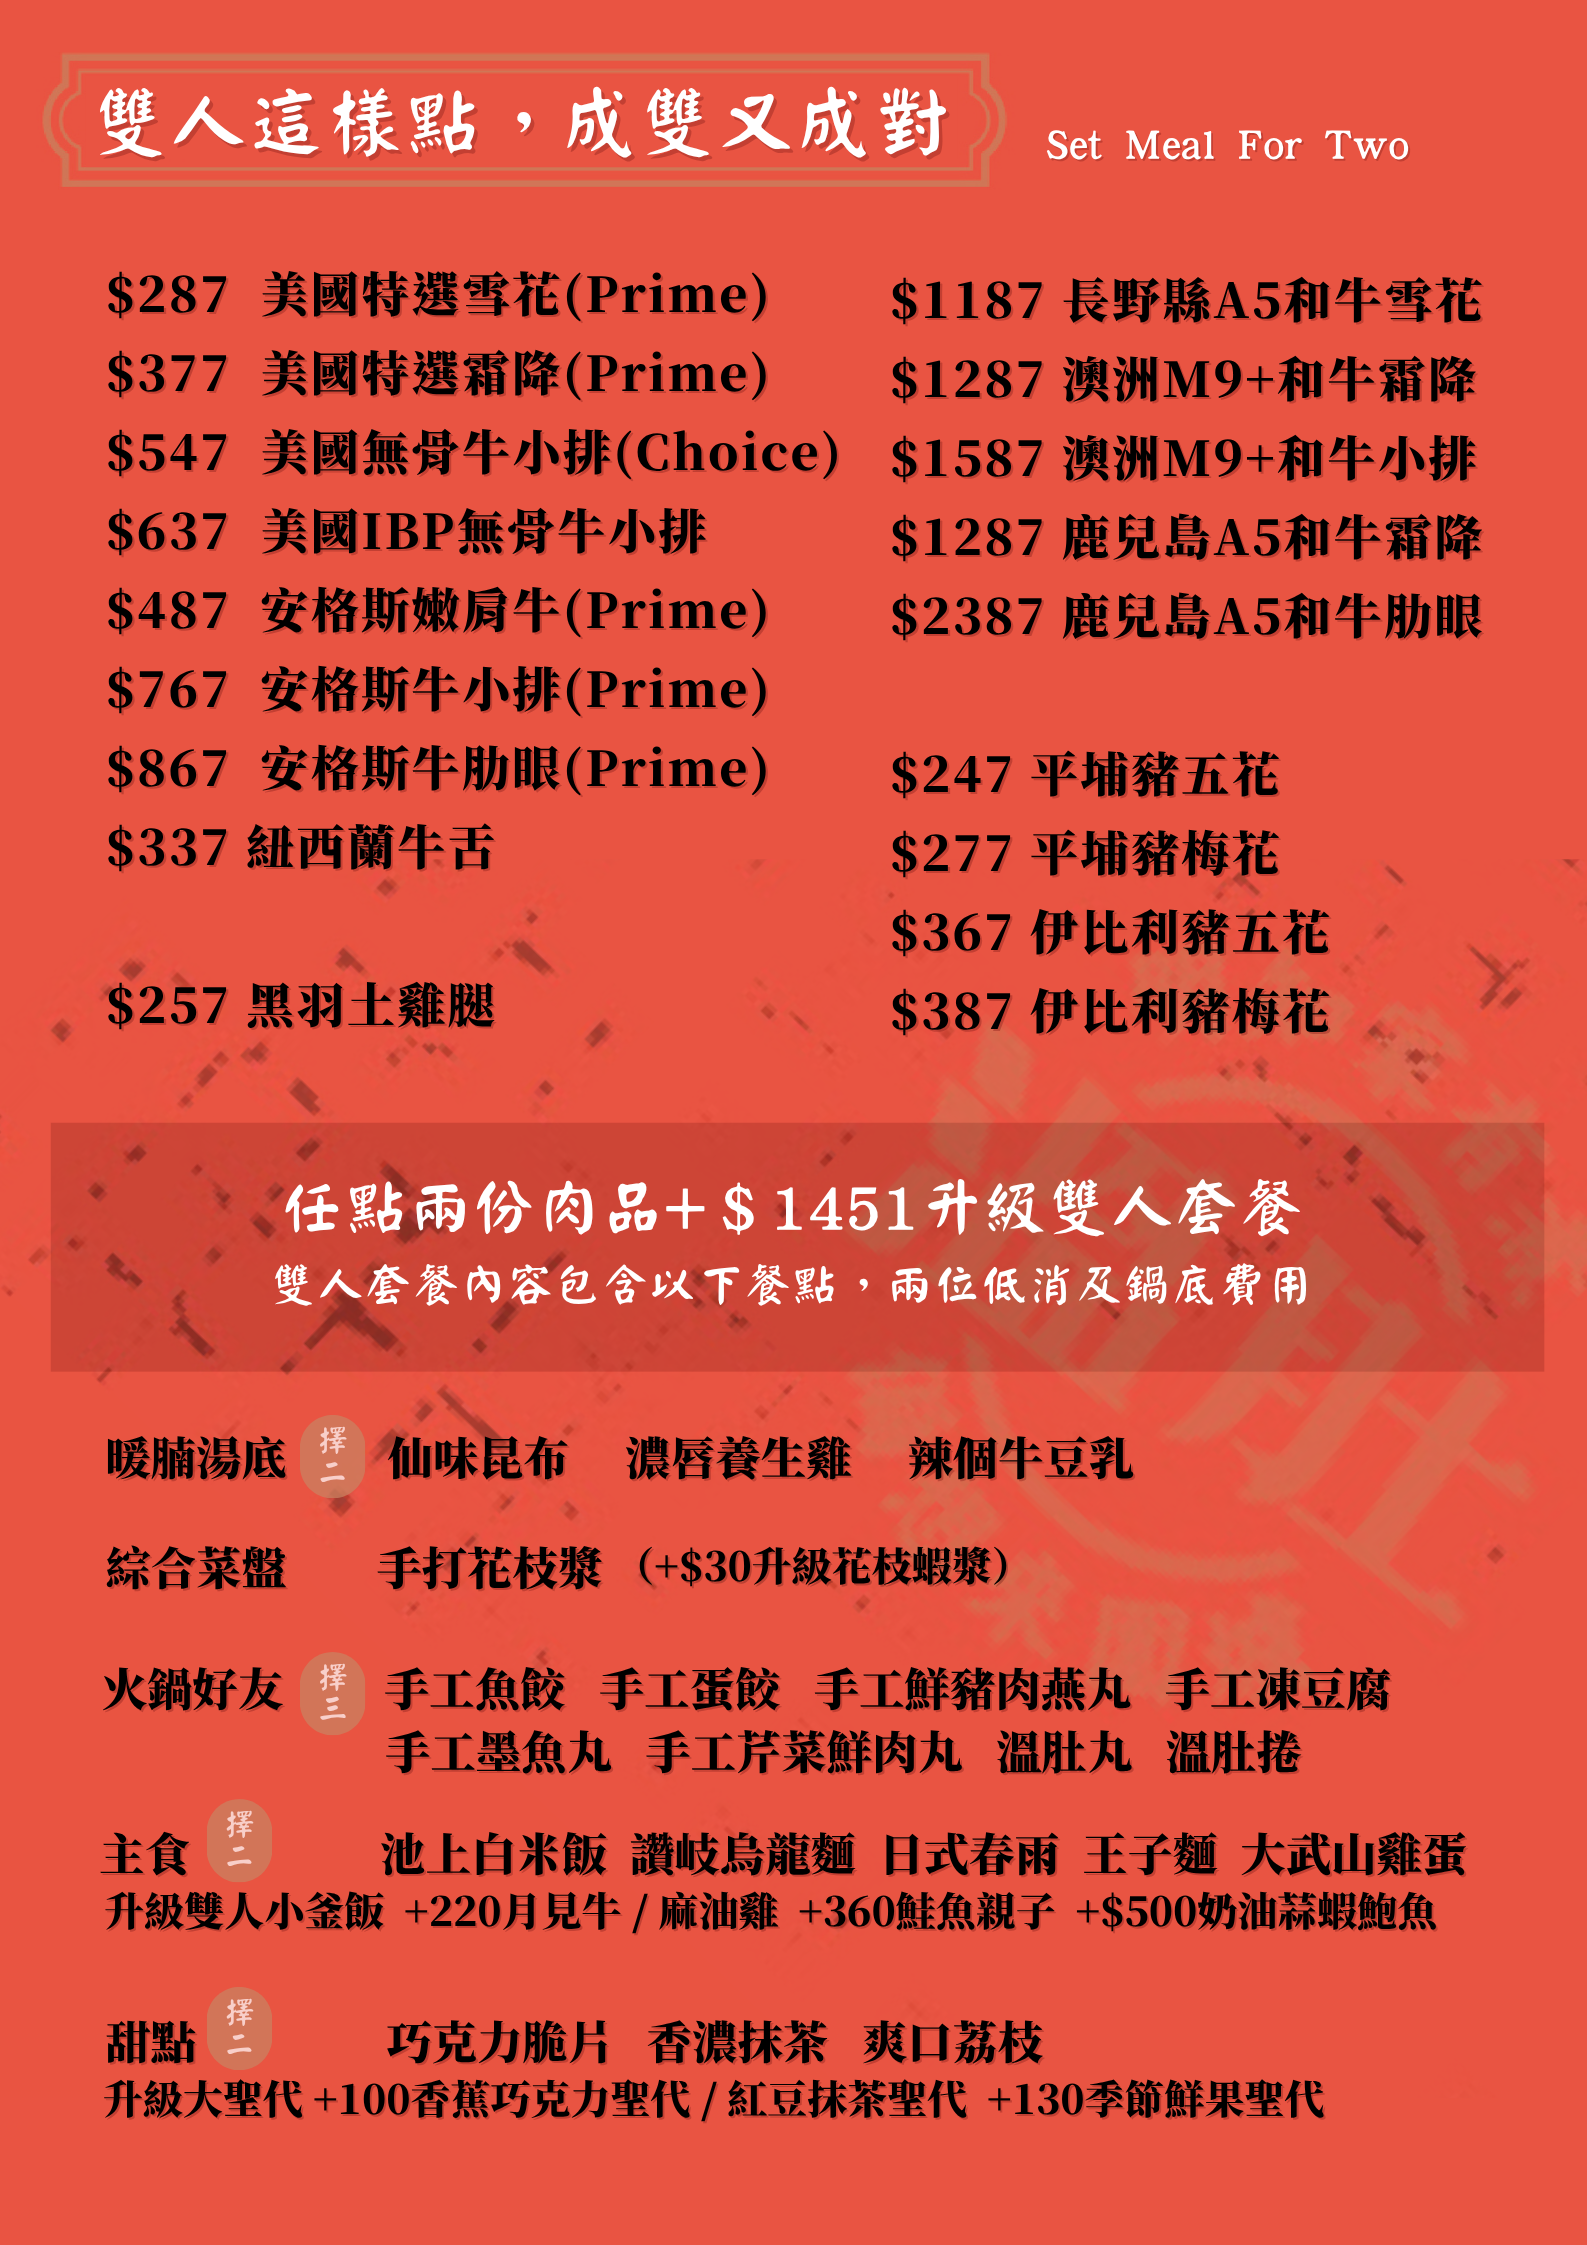 雙人這樣點，成雙又成對
Set Meal For Two
$287 美國特選雪花(Prime)
$377 美國特選霜降(Prime)
$547 美國無骨牛小排(Choice)
$637 美國IBP無骨牛小排
$487 安格斯嫩肩牛(Prime)
$767 安格斯牛小排(Prime)
$867 安格斯牛肋眼(Prime)
$337 紐西蘭牛舌
$257 黑羽土雞腿
$1187 長野縣A5和牛雪花
$1287 澳洲M9+和牛霜降
$1587 澳洲M9+和牛小排
$1287 鹿兒島A5和牛霜降
$2387 鹿兒島A5和牛肋眼
$247 平埔豬五花
$277 平埔豬梅花
$367 伊比利豬五花
$387 伊比利豬梅花
任點兩份肉品+$1451升級雙人套餐
雙人套餐內容包含以下餐點，兩位低消及鍋底費用
暖腩湯底 擇二 仙味昆布 濃唇養生雞 辣個牛豆乳
綜合菜盤 手打花枝漿 （+$30升級花枝蝦漿）
火鍋好友 擇三 手工魚餃 手工蛋餃 手工鮮豬肉燕丸 手工凍豆腐
手工墨魚丸 手工芹菜鮮肉丸 溫肚丸 溫肚捲
主食 擇二 池上白米飯 讚岐烏龍麵 日式春雨 王子麵 大武山雞蛋
升級雙人小釜飯 +220月見牛 / 麻油雞 +360鮭魚親子 +$500奶油蒜蝦鮑魚
甜點 擇二 巧克力脆片 香濃抹茶 爽口荔枝
升級大聖代 +100香蕉巧克力聖代 / 紅豆抹茶聖代 +130季節鮮果聖代